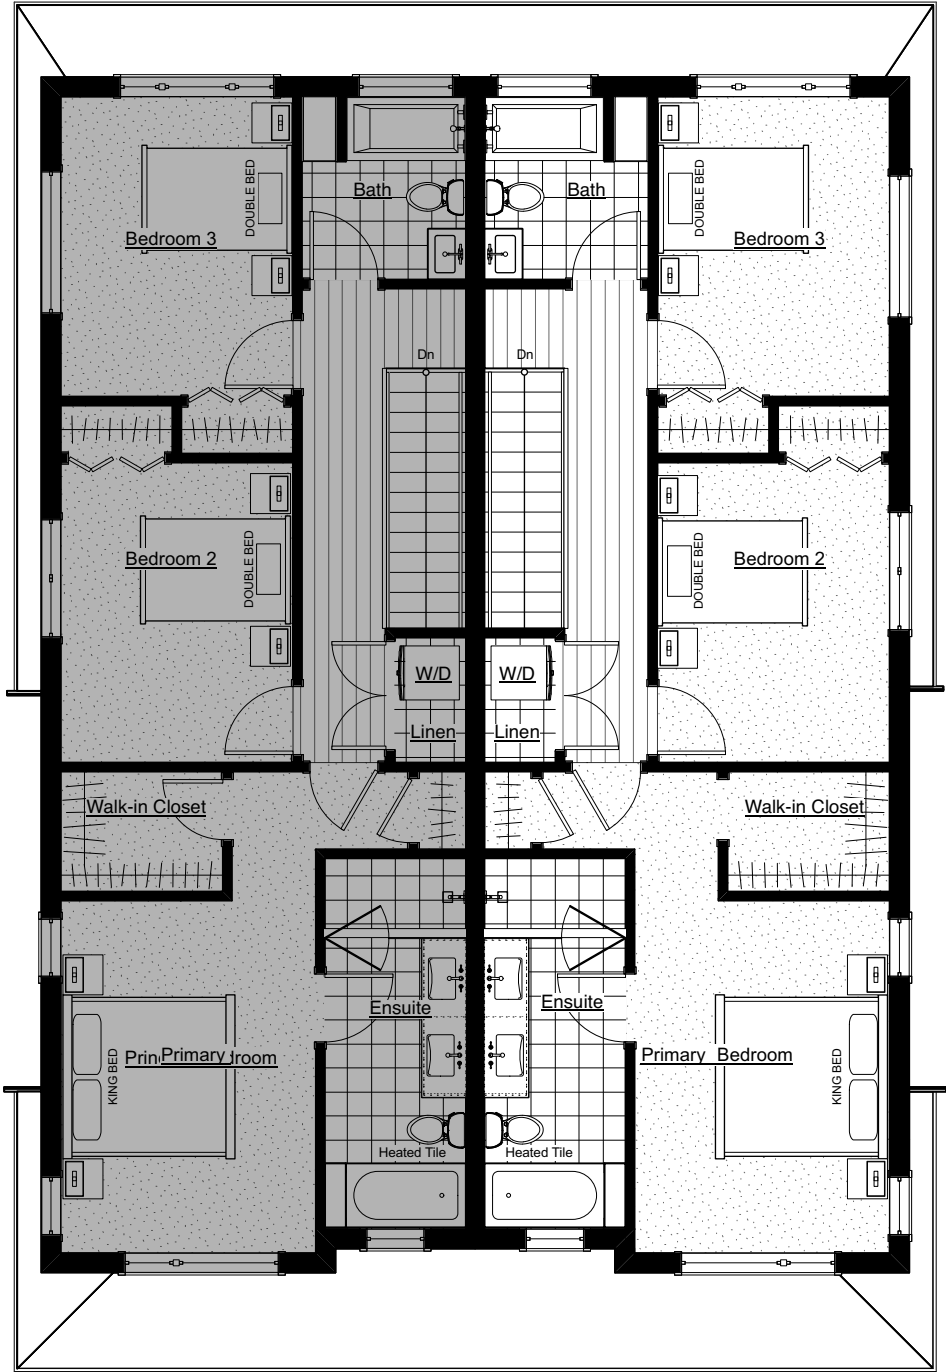 Bath
Bath
DOUBLE BED
DOUBLE BED
Bedroom 3
Bedroom 3
Dn
Dn
Bedroom 2
Bedroom 2
DOUBLE BED
DOUBLE BED
W/D
W/D
Linen
Linen
Walk-in Closet
Walk-in Closet
Ensuite
Ensuite
Primary
Primary Bedroom
KING BED
KING BED
Heated Tile
Heated Tile